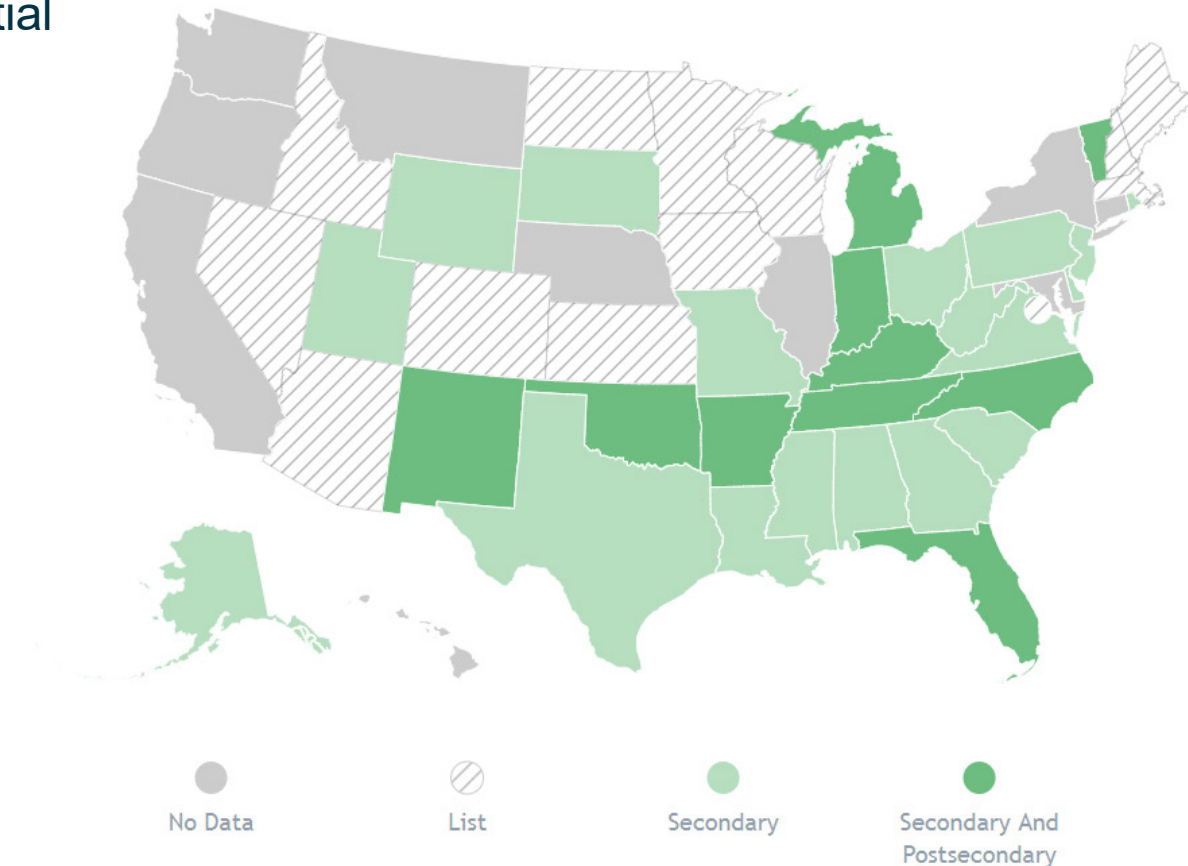 tial
No Data
List
Secondary
Secondary And
Postsecondary